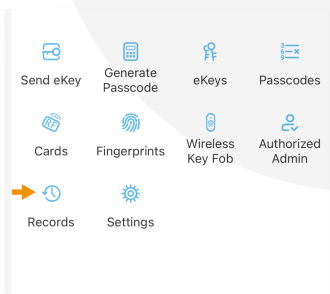 Send eKey
Generate
Passcode
eKeys
Passcodes
Cards
Fingerprints
Wireless
Key Fob
Authorized
Admin
Records
Settings